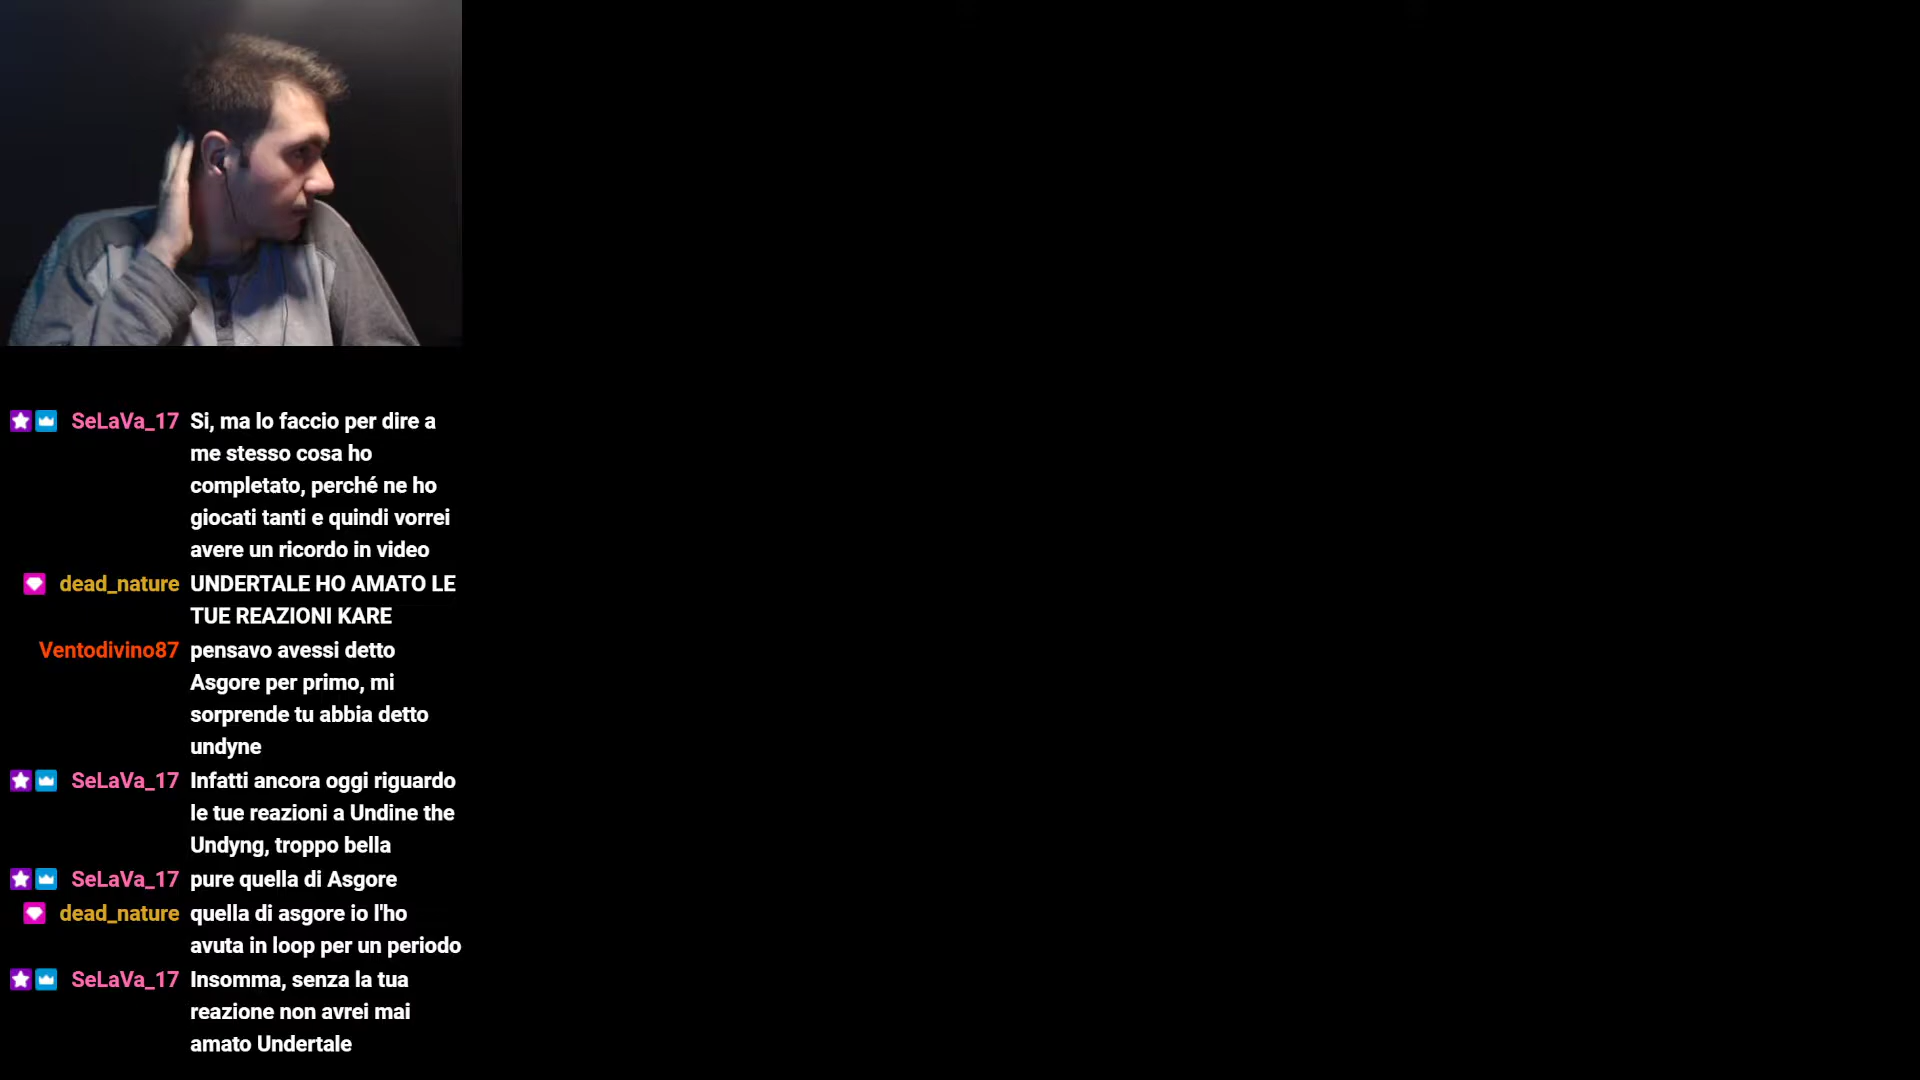 SeLaVa_17 Si, ma lo faccio per dire a
me stesso cosa ho
completato, perché ne ho
giocati tanti e quindi vorrei
avere un ricordo in video
dead_nature UNDERTALE HO AMATO LE
TUE REAZIONI KARE
Ventodivino87 pensavo avessi detto
Asgore per primo, mi
sorprende tu abbia detto
undyne
SeLaVa_17 Infatti ancora oggi riguardo
le tue reazioni a Undine the
Undyng, troppo bella
SeLaVa_17 pure quella di Asgore
dead_nature quella di asgore io l'ho
avuta in loop per un periodo
SeLaVa_17 Insomma, senza la tua
reazione non avrei mai
amato Undertale